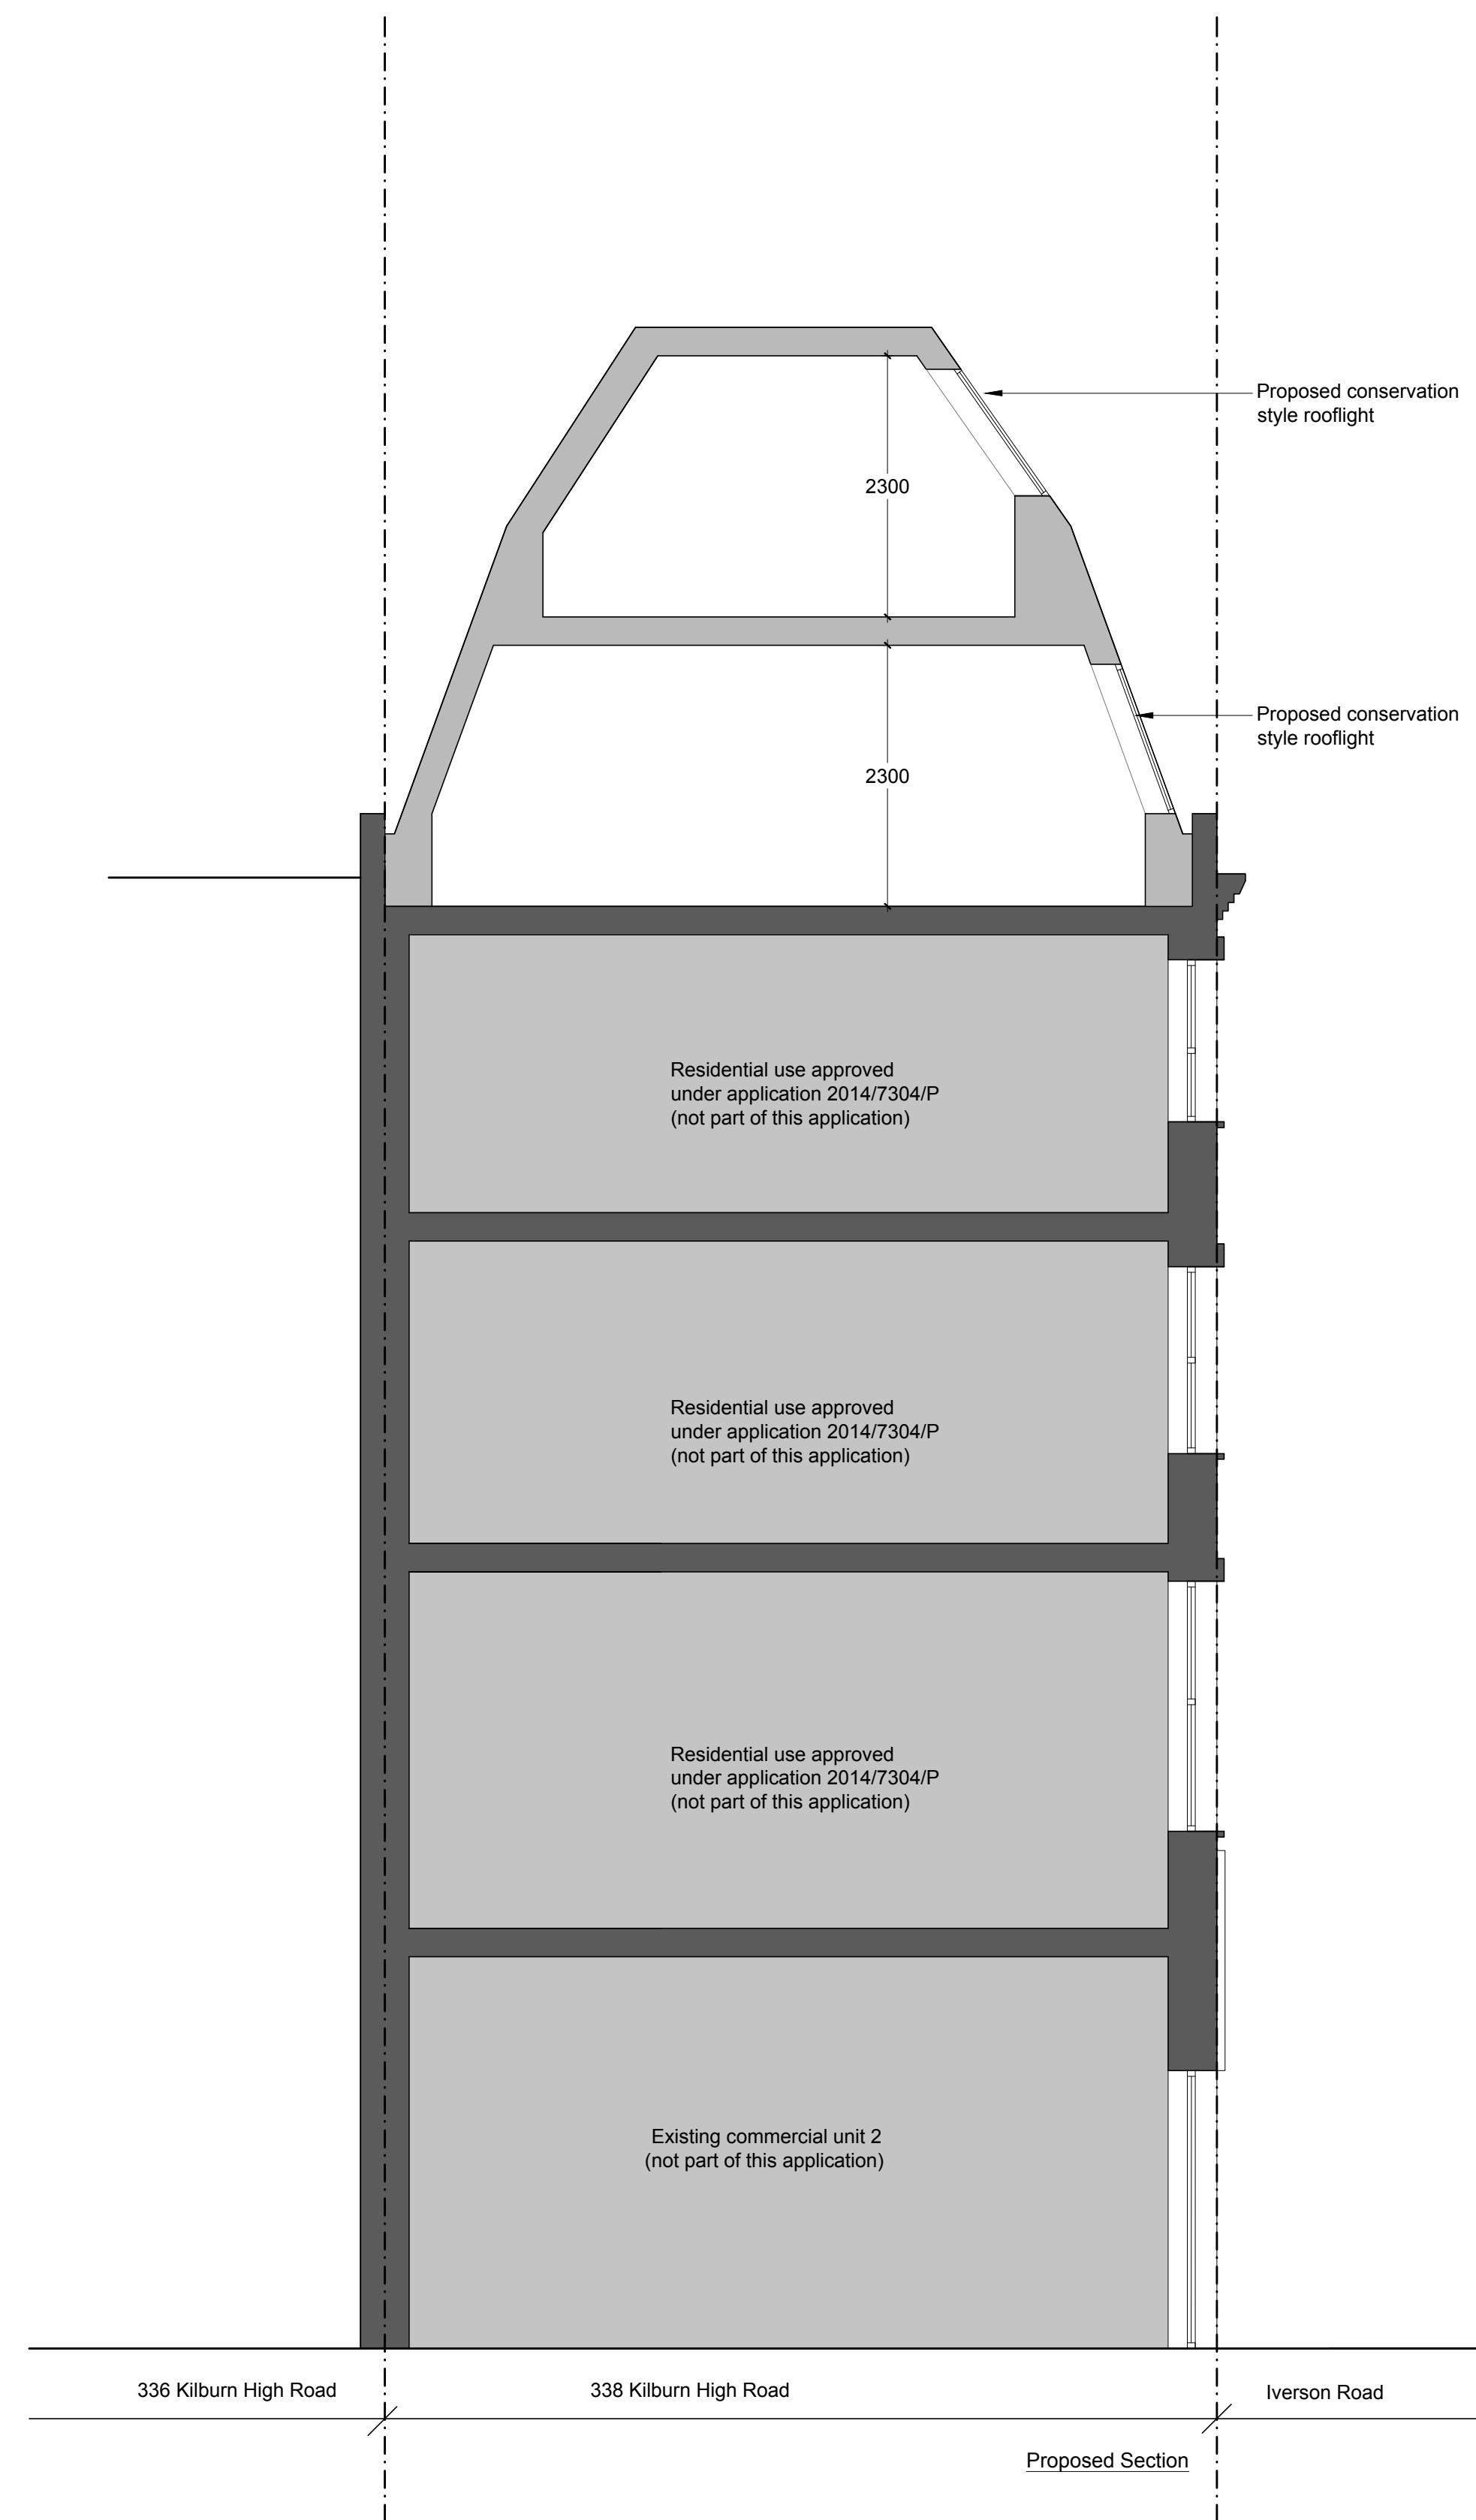 Proposed conservation
style rooflight
2300
Proposed conservation
style rooflight
2300
Residential use approved
under application 2014/7304/P
(not part of this application)
Residential use approved
under application 2014/7304/P
(not part of this application)
Residential use approved
under application 2014/7304/P
(not part of this application)
Existing commercial unit 2
(not part of this application)
336 Kilburn High Road
338 Kilburn High Road
Iverson Road
Proposed Section